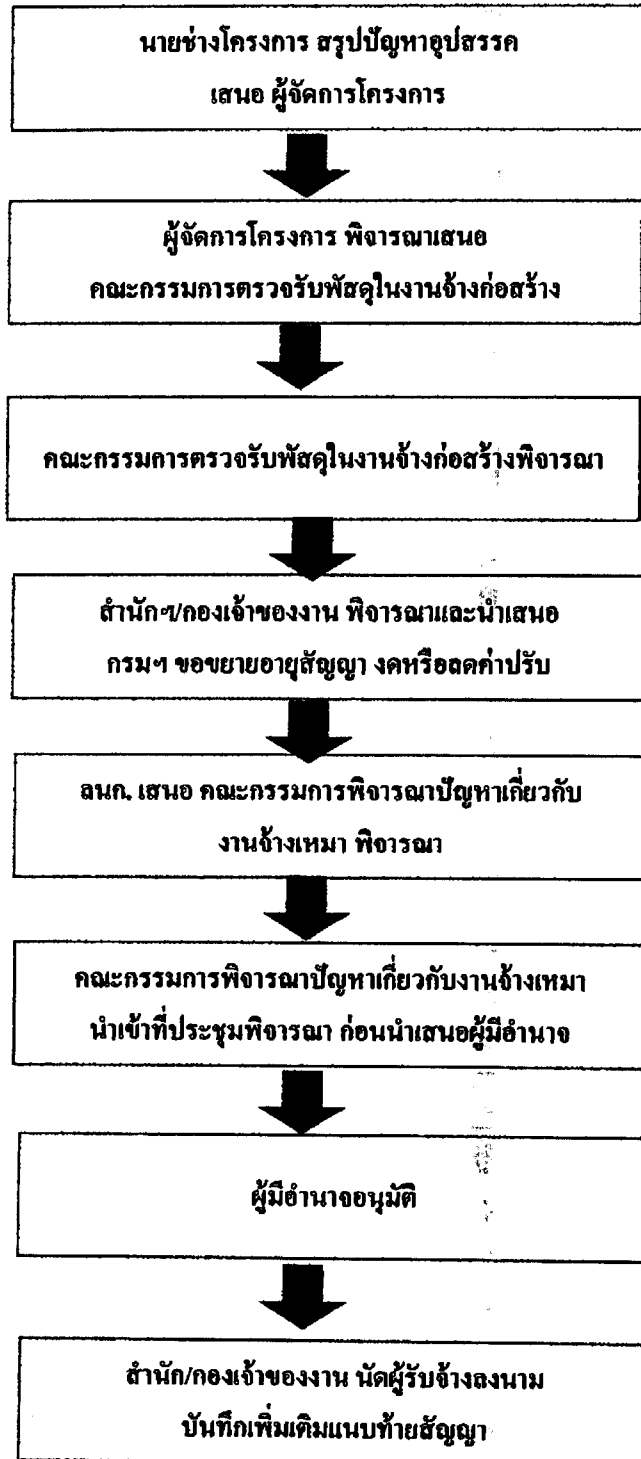 นายช่างโครงการ สรุปปัญหาอุปสรรค
เสนอ ผู้จัดการโครงการ
ผู้จัดการโครงการ พิจารณาเสนอ
คณะกรรมการตรวจรับพัสดุในงานจ้างก่อสร้าง
คณะกรรมการตรวจรับพัสดุในงานจ้างก่อสร้างพิจารณา
สำนักฯ/กองเจ้าของงาน พิจารณาและนำเสนอ
กรมฯ ขอขยายอายุสัญญา งดหรือลดค่าปรับ
ลนก. เสนอ คณะกรรมการพิจารณาปัญหาเกี่ยวกับ
งานจ้างเหมา พิจารณา
คณะกรรมการพิจารณาปัญหาเกี่ยวกับงานจ้างเหมา
นำเข้าที่ประชุมพิจารณา ก่อนนำเสนอผู้มีอำนาจ
ผู้มีอำนาจอนุมัติ
สำนัก/กองเจ้าของงาน นัดผู้รับจ้างลงนาม
บันทึกเพิ่มเติมแนบท้ายสัญญา